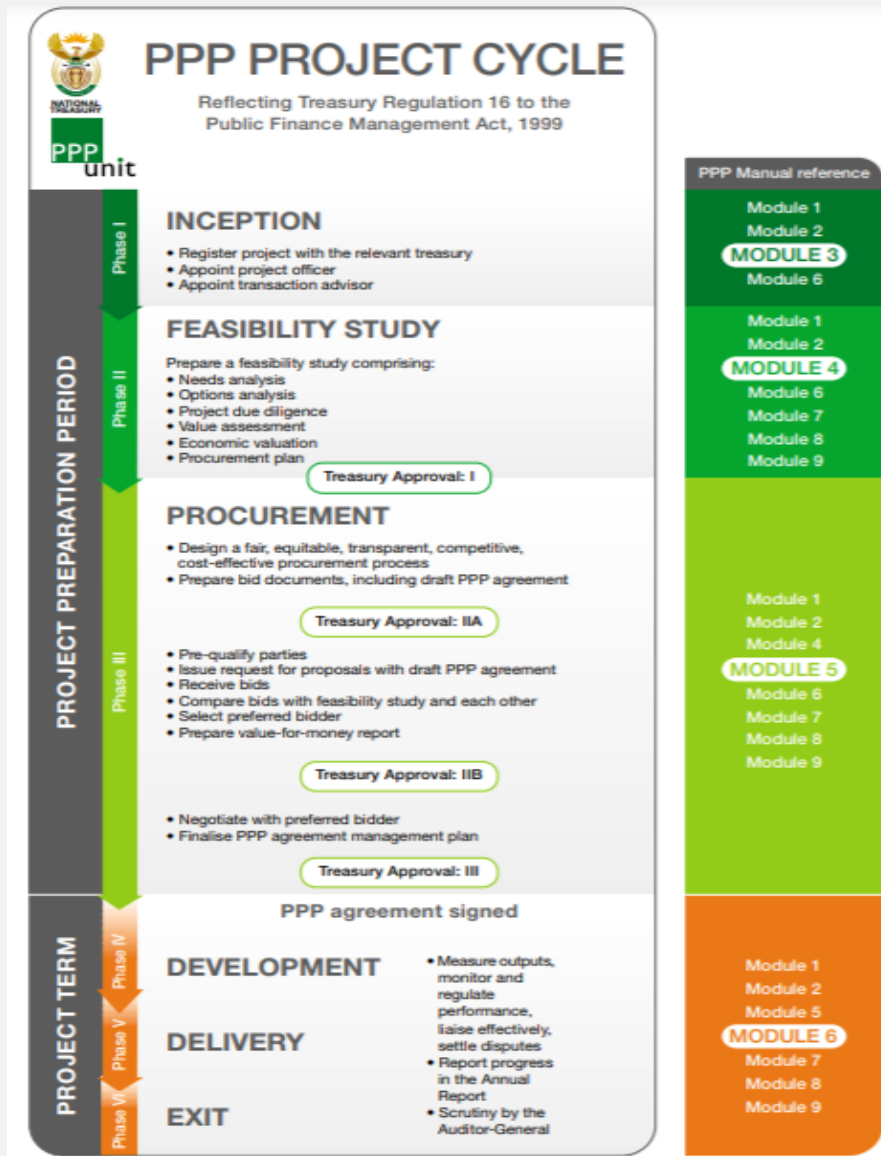 PPP PROJECT CYCLE
Reflecting Treasury Regulation 16 to the
Public Finance Management Act, 1999
NATIONAL
TREASURY
PPP
unit
PPP Manual reference
PROJECT PREPARATION PERIOD
Phase I
INCEPTION
• Register project with the relevant treasury
• Appoint project officer
• Appoint transaction advisor
Module 1
Module 2
MODULE 3
Module 6
Phase II
FEASIBILITY STUDY
Prepare a feasibility study comprising:
• Needs analysis
• Options analysis
• Project due diligence
• Value assessment
• Economic valuation
• Procurement plan
Treasury Approval: I
Module 1
Module 2
MODULE 4
Module 6
Module 7
Module 8
Module 9
Phase III
PROCUREMENT
• Design a fair, equitable, transparent, competitive,
cost-effective procurement process
• Prepare bid documents, including draft PPP agreement
Treasury Approval: IIA
• Pre-qualify parties
• Issue request for proposals with draft PPP agreement
• Receive bids
• Compare bids with feasibility study and each other
• Select preferred bidder
• Prepare value-for-money report
Treasury Approval: IIB
• Negotiate with preferred bidder
• Finalise PPP agreement management plan
Treasury Approval: III
Module 1
Module 2
Module 4
MODULE 5
Module 6
Module 7
Module 8
Module 9
PROJECT TERM
PPP agreement signed
Phase IV
DEVELOPMENT
Phase V
DELIVERY
Phase VI
EXIT
• Measure outputs,
monitor and
regulate
performance,
liaise effectively,
settle disputes
• Report progress
in the Annual
Report
• Scrutiny by the
Auditor-General
Module 1
Module 2
Module 5
MODULE 6
Module 7
Module 8
Module 9